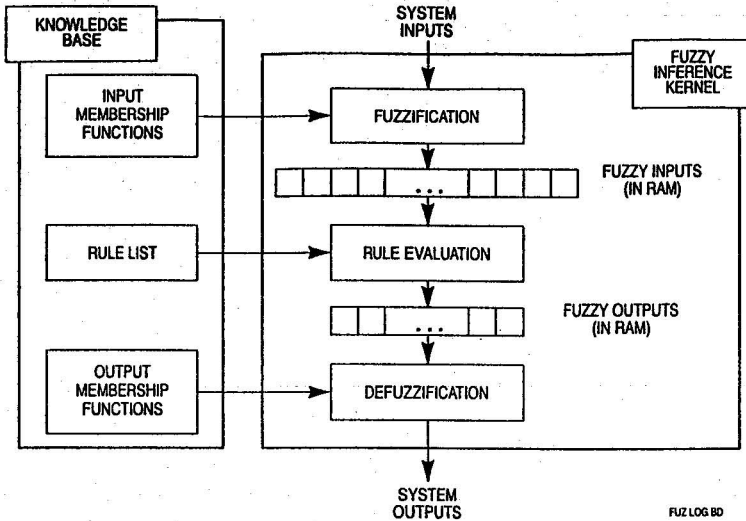 KNOWLEDGE
BASE
SYSTEM
INPUTS
FUZZY
INFERENCE
KERNEL
INPUT
MEMBERSHIP
FUNCTIONS
FUZZIFICATION
...
FUZZY INPUTS
(IN RAM)
RULE LIST
RULE EVALUATION
...
FUZZY OUTPUTS
(IN RAM)
OUTPUT
MEMBERSHIP
FUNCTIONS
DEFUZZIFICATION
SYSTEM
OUTPUTS
FUZ LOG BD